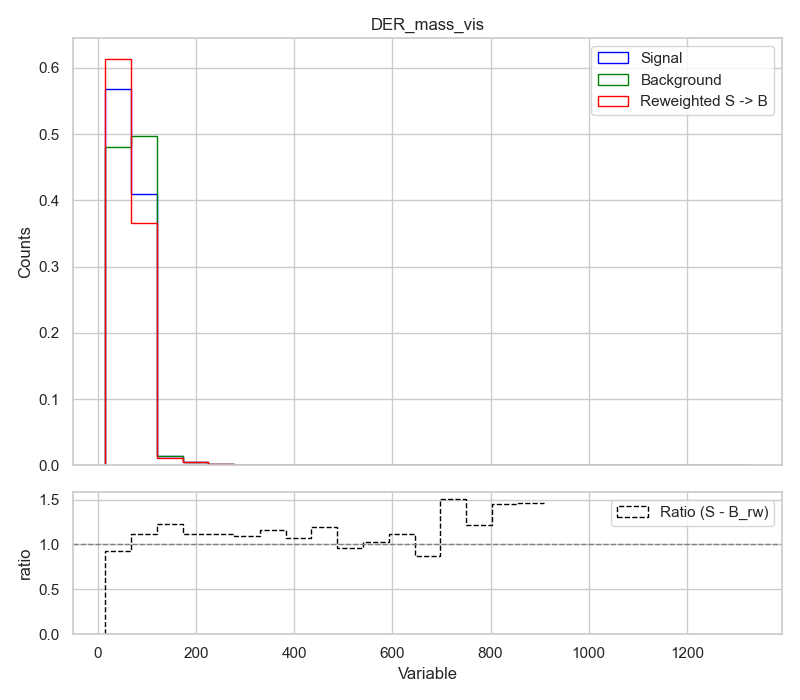 DER_mass_vis
Signal
Background
Reweighted S -> B
Counts
0.6
0.5
0.4
0.3
0.2
0.1
0.0
Ratio (S - B_rw)
ratio
1.5
1.0
0.5
0.0
0 200 400 600 800 1000 1200
Variable